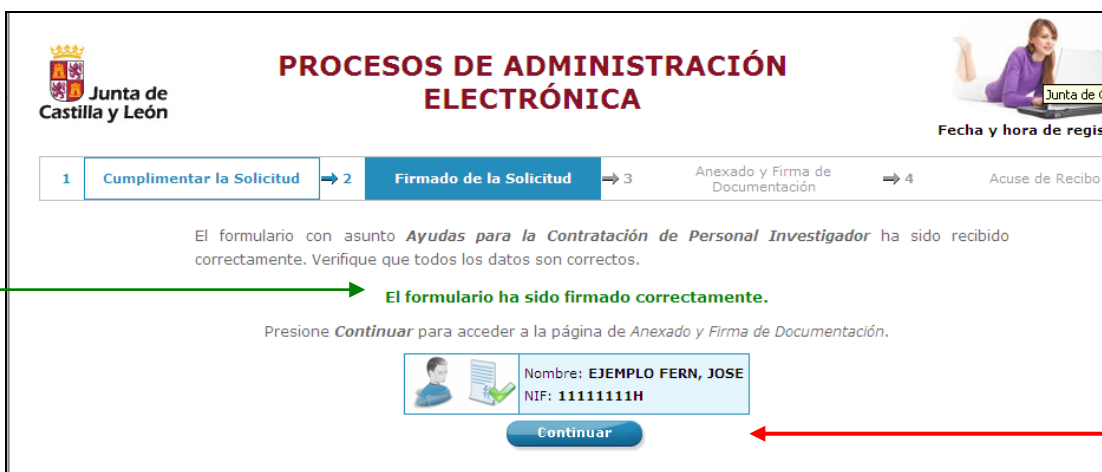 Junta de
Castilla y León
PROCESOS DE ADMINISTRACIÓN
ELECTRÓNICA
Junta de
Fecha y hora de regis
1 Cumplimentar la Solicitud 2 Firmado de la Solicitud 3 Anexado y Firma de
Documentación 4 Acuse de Recibo
El formulario con asunto Ayudas para la Contratación de Personal Investigador ha sido recibido
correctamente. Verifique que todos los datos son correctos.
El formulario ha sido firmado correctamente.
Presione Continuar para acceder a la página de Anexado y Firma de Documentación.
Nombre: EJEMPLO FERN, JOSE
NIF: 11111111H
Continuar